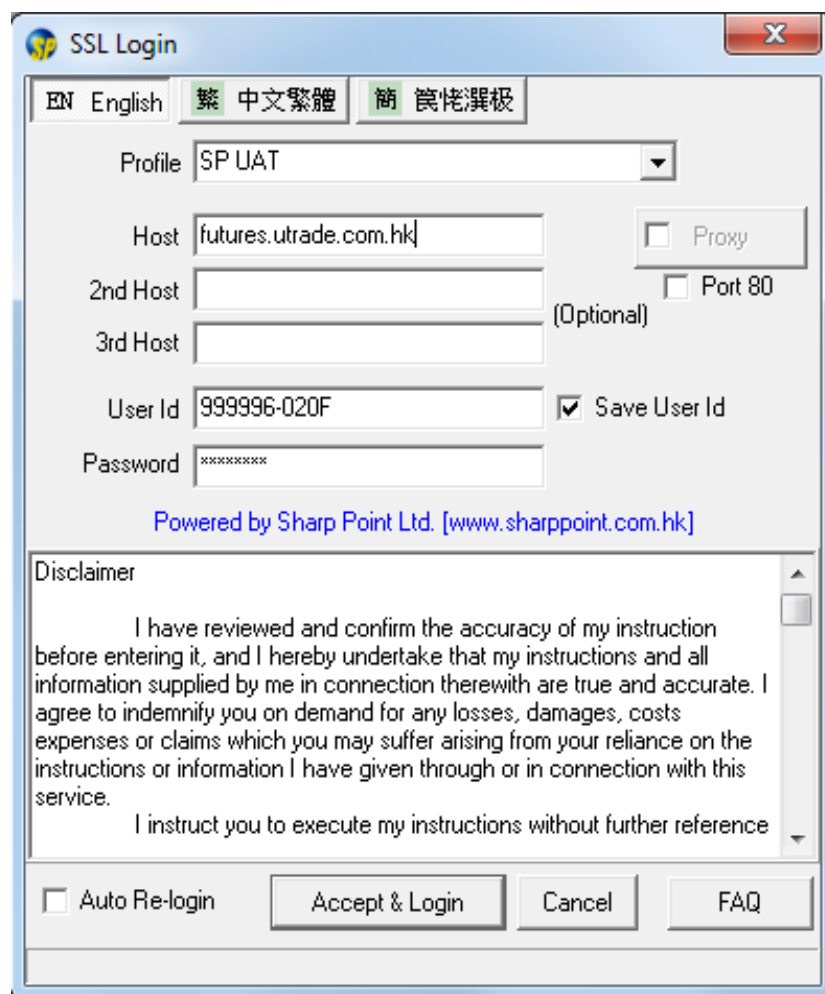 SP SSL Login X
EN English 繁 中文繁體 簡 笢恅潠极
Profile SP UAT
Host futures.utrade.com.hk Proxy
2nd Host Port 80
(Optional)
3rd Host
User Id 999996-020F Save User Id
Password ********
Powered by Sharp Point Ltd. [www.sharppoint.com.hk]
Disclaimer
I have reviewed and confirm the accuracy of my instruction
before entering it, and I hereby undertake that my instructions and all
information supplied by me in connection therewith are true and accurate. I
agree to indemnify you on demand for any losses, damages, costs
expenses or claims which you may suffer arising from your reliance on the
instructions or information I have given through or in connection with this
service.
I instruct you to execute my instructions without further reference
Auto Re-login Accept & Login Cancel FAQ